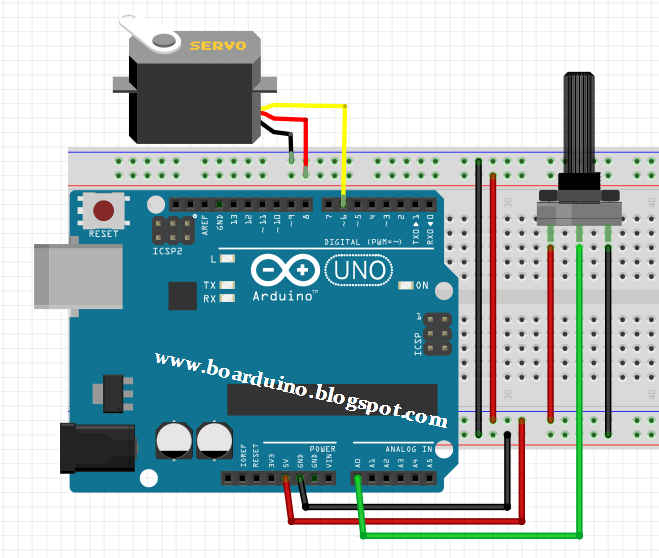 SERVO
30
40
RESET
ICSP2
AREF
GND
13
12
~11
~10
~9
8
7
~6
5
4
~3
2
TXD▶1
RXD◀0
DIGITAL (PWM=~)
L
TX
RX
Arduino™
UNO
ON
1
ICSP
www.boarduino.blogspot.com
30
40
POWER
ANALOG IN
IOREF
RESET
3V3
5V
GND
GND
VIN
A0
A1
A2
A3
A4
A5